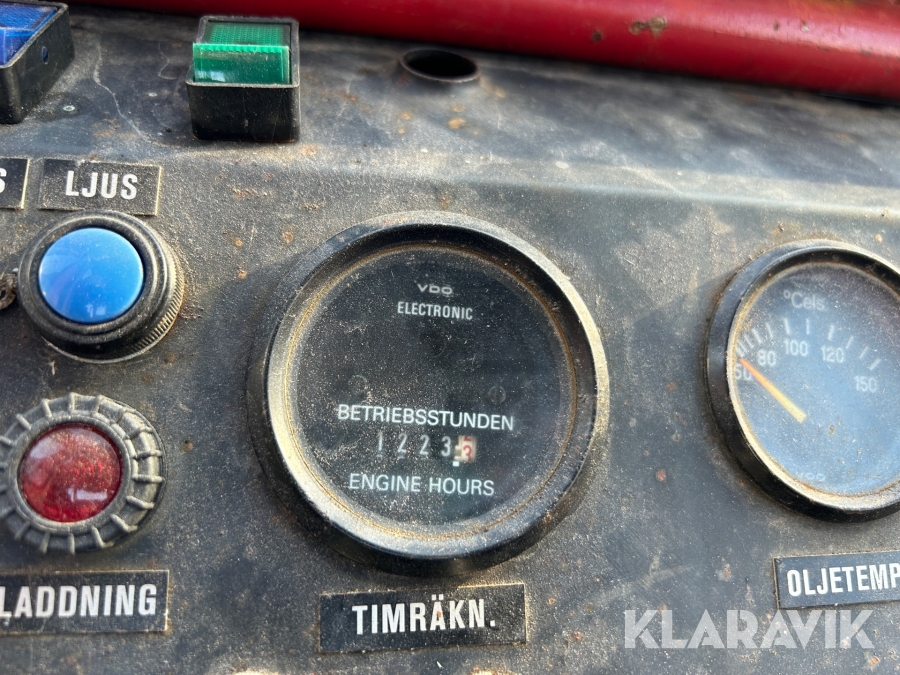 S
LJUS
VDO
ELECTRONIC
BETRIEBSSTUNDEN
1223
ENGINE HOURS
°Cels.
80
100
120
150
LADDNING
TIMRÄKN.
OLJETEMP
KLARAVIK